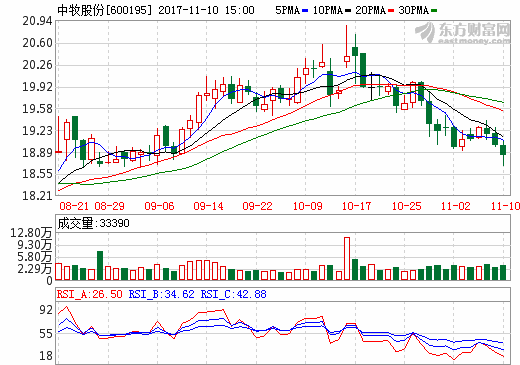 中牧股份[600195] 2017-11-10 15:00 5PMA 10PMA 20PMA 30PMA
东方财富网
eastmoney.com
20.94
20.60
20.26
19.92
19.58
19.23
18.89
18.55
18.21
08-21 08-29 09-06 09-14 09-22 10-09 10-17 10-25 11-02 11-10
成交量:33390
12.80万
9.30万
5.80万
2.29万
0
RSI_A:26.50 RSI_B:34.62 RSI_C:42.88
92
55
18